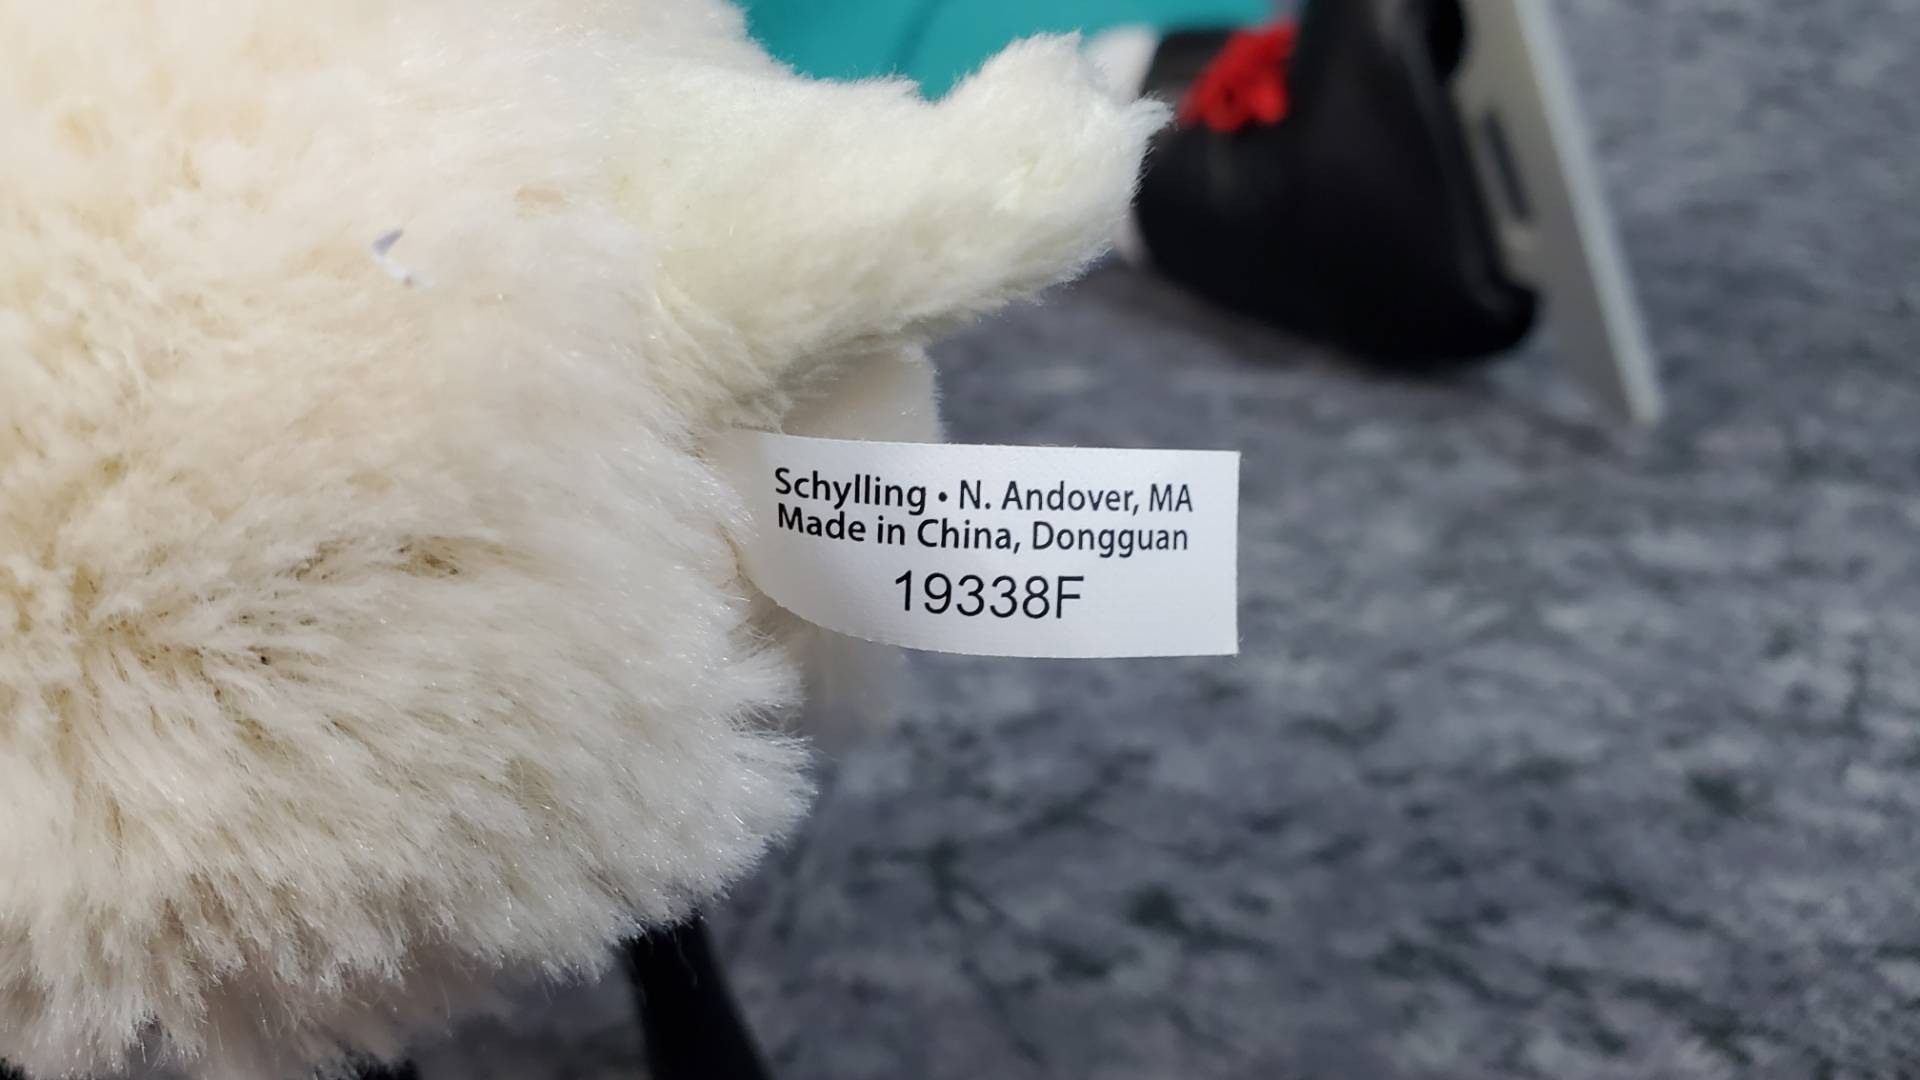 Schylling • N. Andover, MA
Made in China, Dongguan
19338F